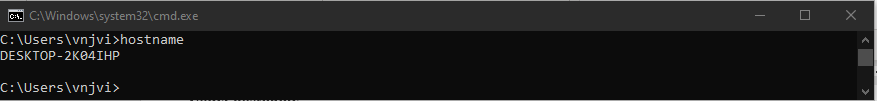 C:\Windows\system32\cmd.exe
C:\Users\vnjvi>hostname
DESKTOP-2K04IHP
C:\Users\vnjvi>